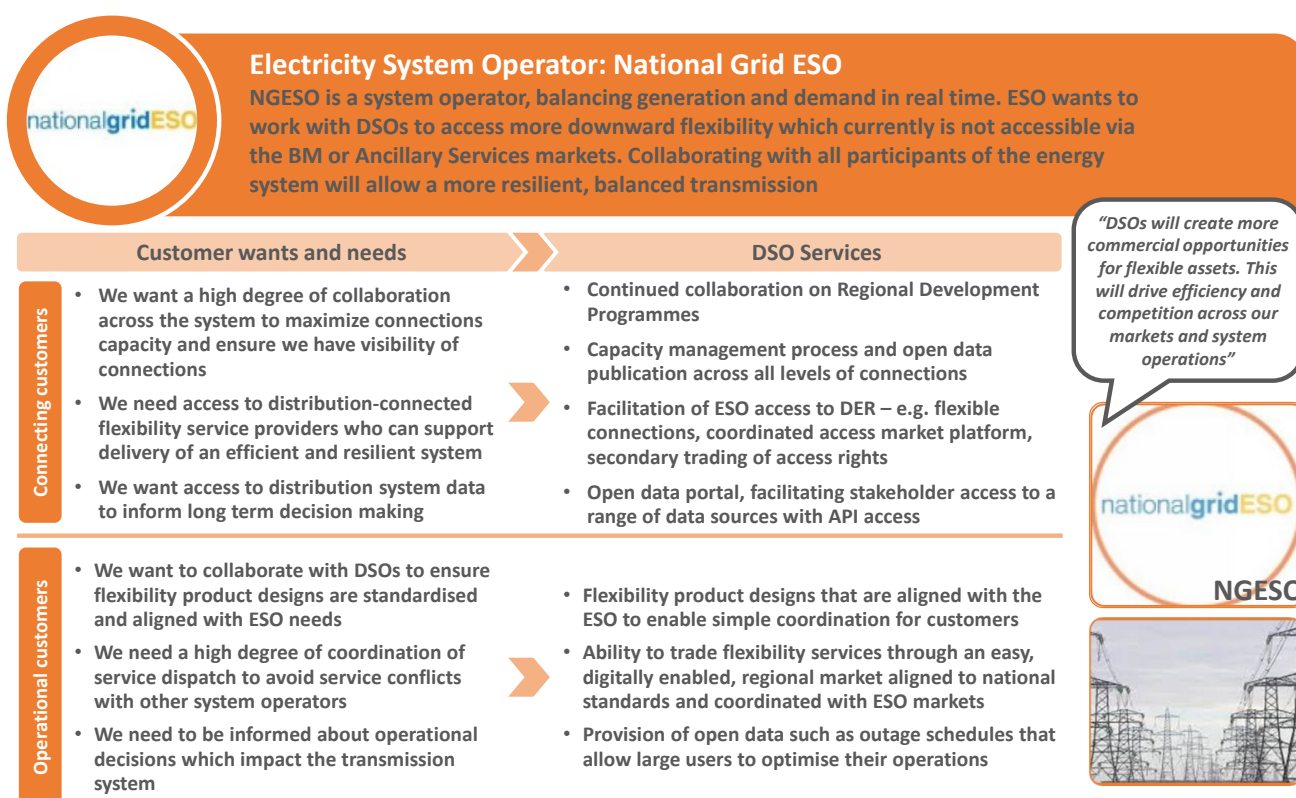 nationalgridESO
Electricity System Operator: National Grid ESO
NGESO is a system operator, balancing generation and demand in real time. ESO wants to
work with DSOs to access more downward flexibility which currently is not accessible via
the BM or Ancillary Services markets. Collaborating with all participants of the energy
system will allow a more resilient, balanced transmission
Customer wants and needs
DSO Services
Connecting customers
• We want a high degree of collaboration
across the system to maximize connections
capacity and ensure we have visibility of
connections
• We need access to distribution-connected
flexibility service providers who can support
delivery of an efficient and resilient system
• We want access to distribution system data
to inform long term decision making
• Continued collaboration on Regional Development
Programmes
• Capacity management process and open data
publication across all levels of connections
• Facilitation of ESO access to DER – e.g. flexible
connections, coordinated access market platform,
secondary trading of access rights
• Open data portal, facilitating stakeholder access to a
range of data sources with API access
Operational customers
• We want to collaborate with DSOs to ensure
flexibility product designs are standardised
and aligned with ESO needs
• We need a high degree of coordination of
service dispatch to avoid service conflicts
with other system operators
• We need to be informed about operational
decisions which impact the transmission
system
• Flexibility product designs that are aligned with the
ESO to enable simple coordination for customers
• Ability to trade flexibility services through an easy,
digitally enabled, regional market aligned to national
standards and coordinated with ESO markets
• Provision of open data such as outage schedules that
allow large users to optimise their operations
“DSOs will create more
commercial opportunities
for flexible assets. This
will drive efficiency and
competition across our
markets and system
operations”
nationalgridESO
NGESO